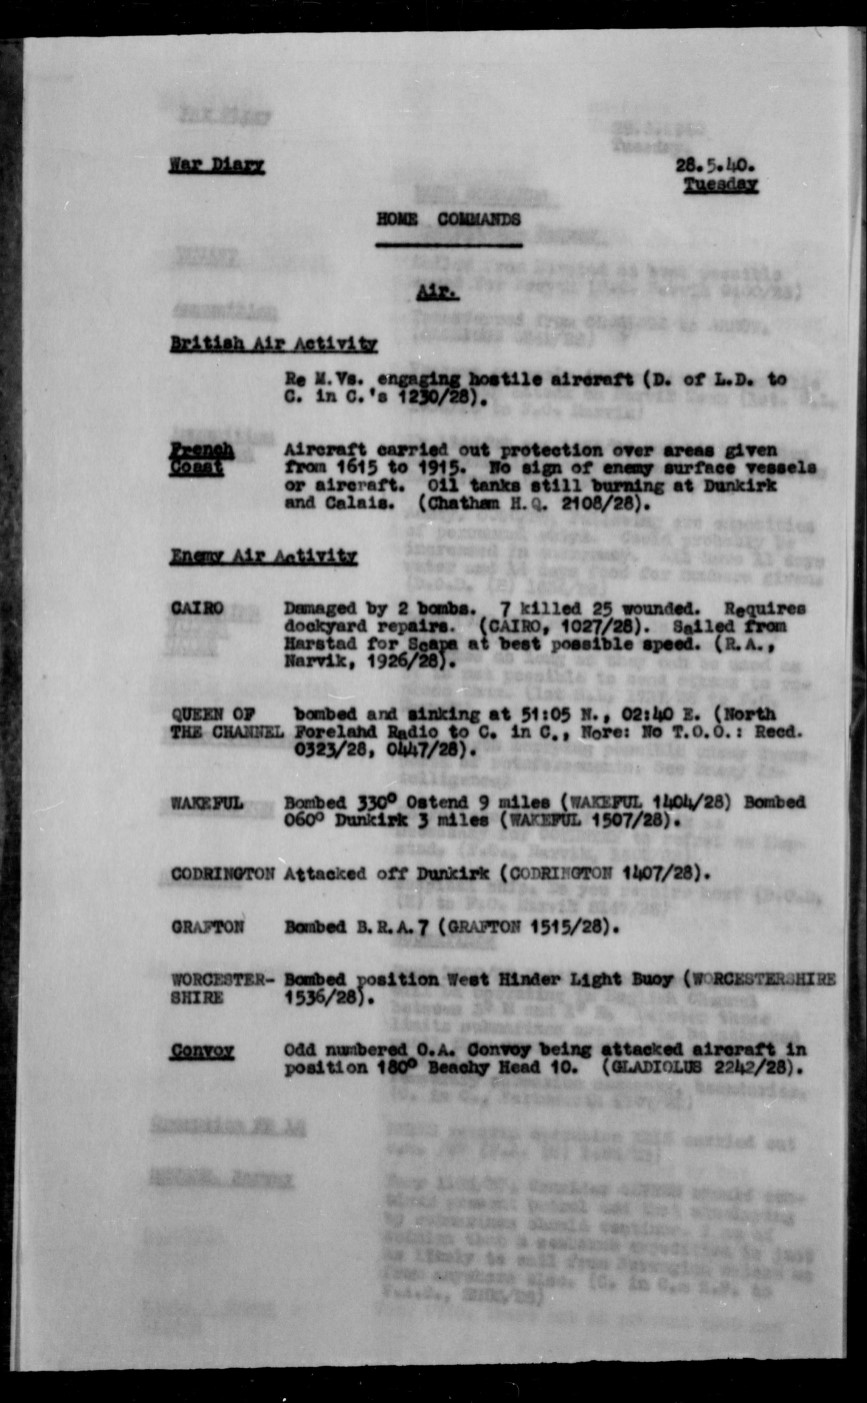 War Diary
28.5.40.
Tuesday
HOME COMMANDS
Air.
British Air Activity
Re M.Vs. engaging hostile aircraft (D. of L.D. to
C. in C.'s 1230/28).
French
Coast
Aircraft carried out protection over areas given
from 1615 to 1915. No sign of enemy surface vessels
or aircraft. Oil tanks still burning at Dunkirk
and Calais. (Chatham H.Q. 2108/28).
Enemy Air Activity
CAIRO Damaged by 2 bombs. 7 killed 25 wounded. Requires
dockyard repairs. (CAIRO, 1027/28). Sailed from
Harstad for Scapa at best possible speed. (R.A.,
Narvik, 1926/28).
QUEEN OF bombed and sinking at 51:05 N., 02:40 E. (North
THE CHANNEL Foreland Radio to C. in C., Nore: No T.O.O.: Recd.
0323/28, 0447/28).
WAKEFUL Bombed 330° Ostend 9 miles (WAKEFUL 1404/28) Bombed
060° Dunkirk 3 miles (WAKEFUL 1507/28).
CODRINGTON Attacked off Dunkirk (CODRINGTON 1407/28).
GRAFTON Bombed B.R.A.7 (GRAFTON 1515/28).
WORCESTER- Bombed position West Hinder Light Buoy (WORCESTERSHIRE
SHIRE 1536/28).
Convoy Odd numbered O.A. Convoy being attacked aircraft in
position 180° Beachy Head 10. (GLADIOLUS 2242/28).